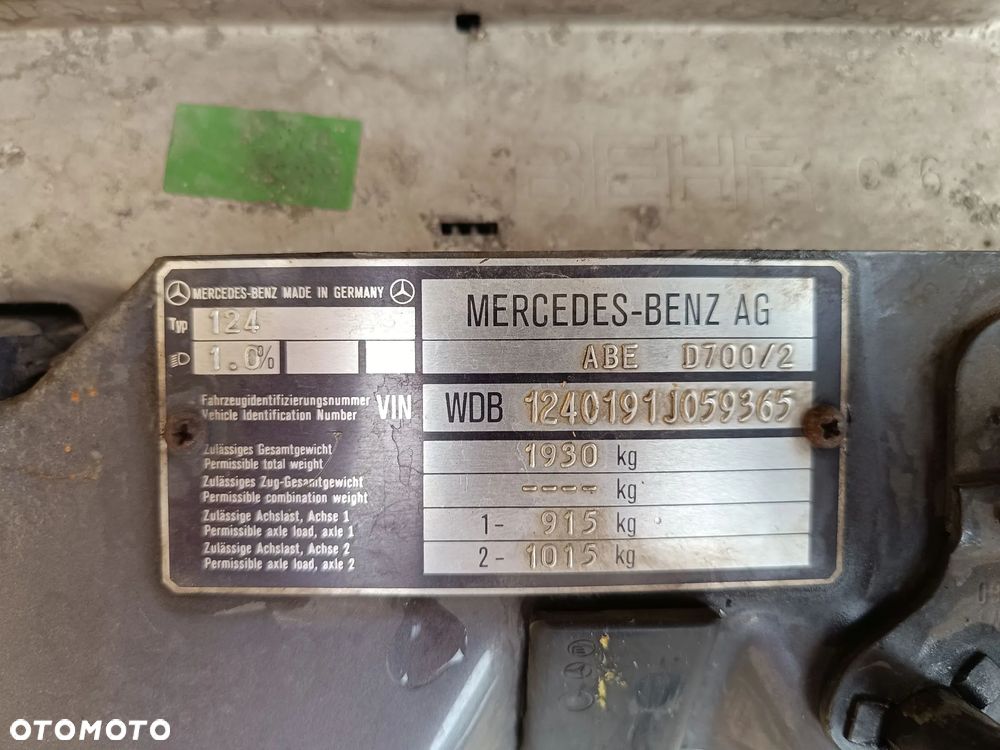 BEHR 06
MERCEDES-BENZ MADE IN GERMANY
MERCEDES-BENZ AG
Typ 124
1.0%
ABE D700/2
Fahrzeugidentifizierungsnummer
Vehicle Identification Number
VIN
WDB 1240191J059365
Zulässiges Gesamtgewicht
Permissible total weight
1930 kg
Zulässiges Zug-Gesamtgewicht
Permissible combination weight
---- kg
Zulässige Achslast, Achse 1
Permissible axle load, axle 1
1- 915 kg
Zulässige Achslast, Achse 2
Permissible axle load, axle 2
2- 1015 kg
OTOMOTO